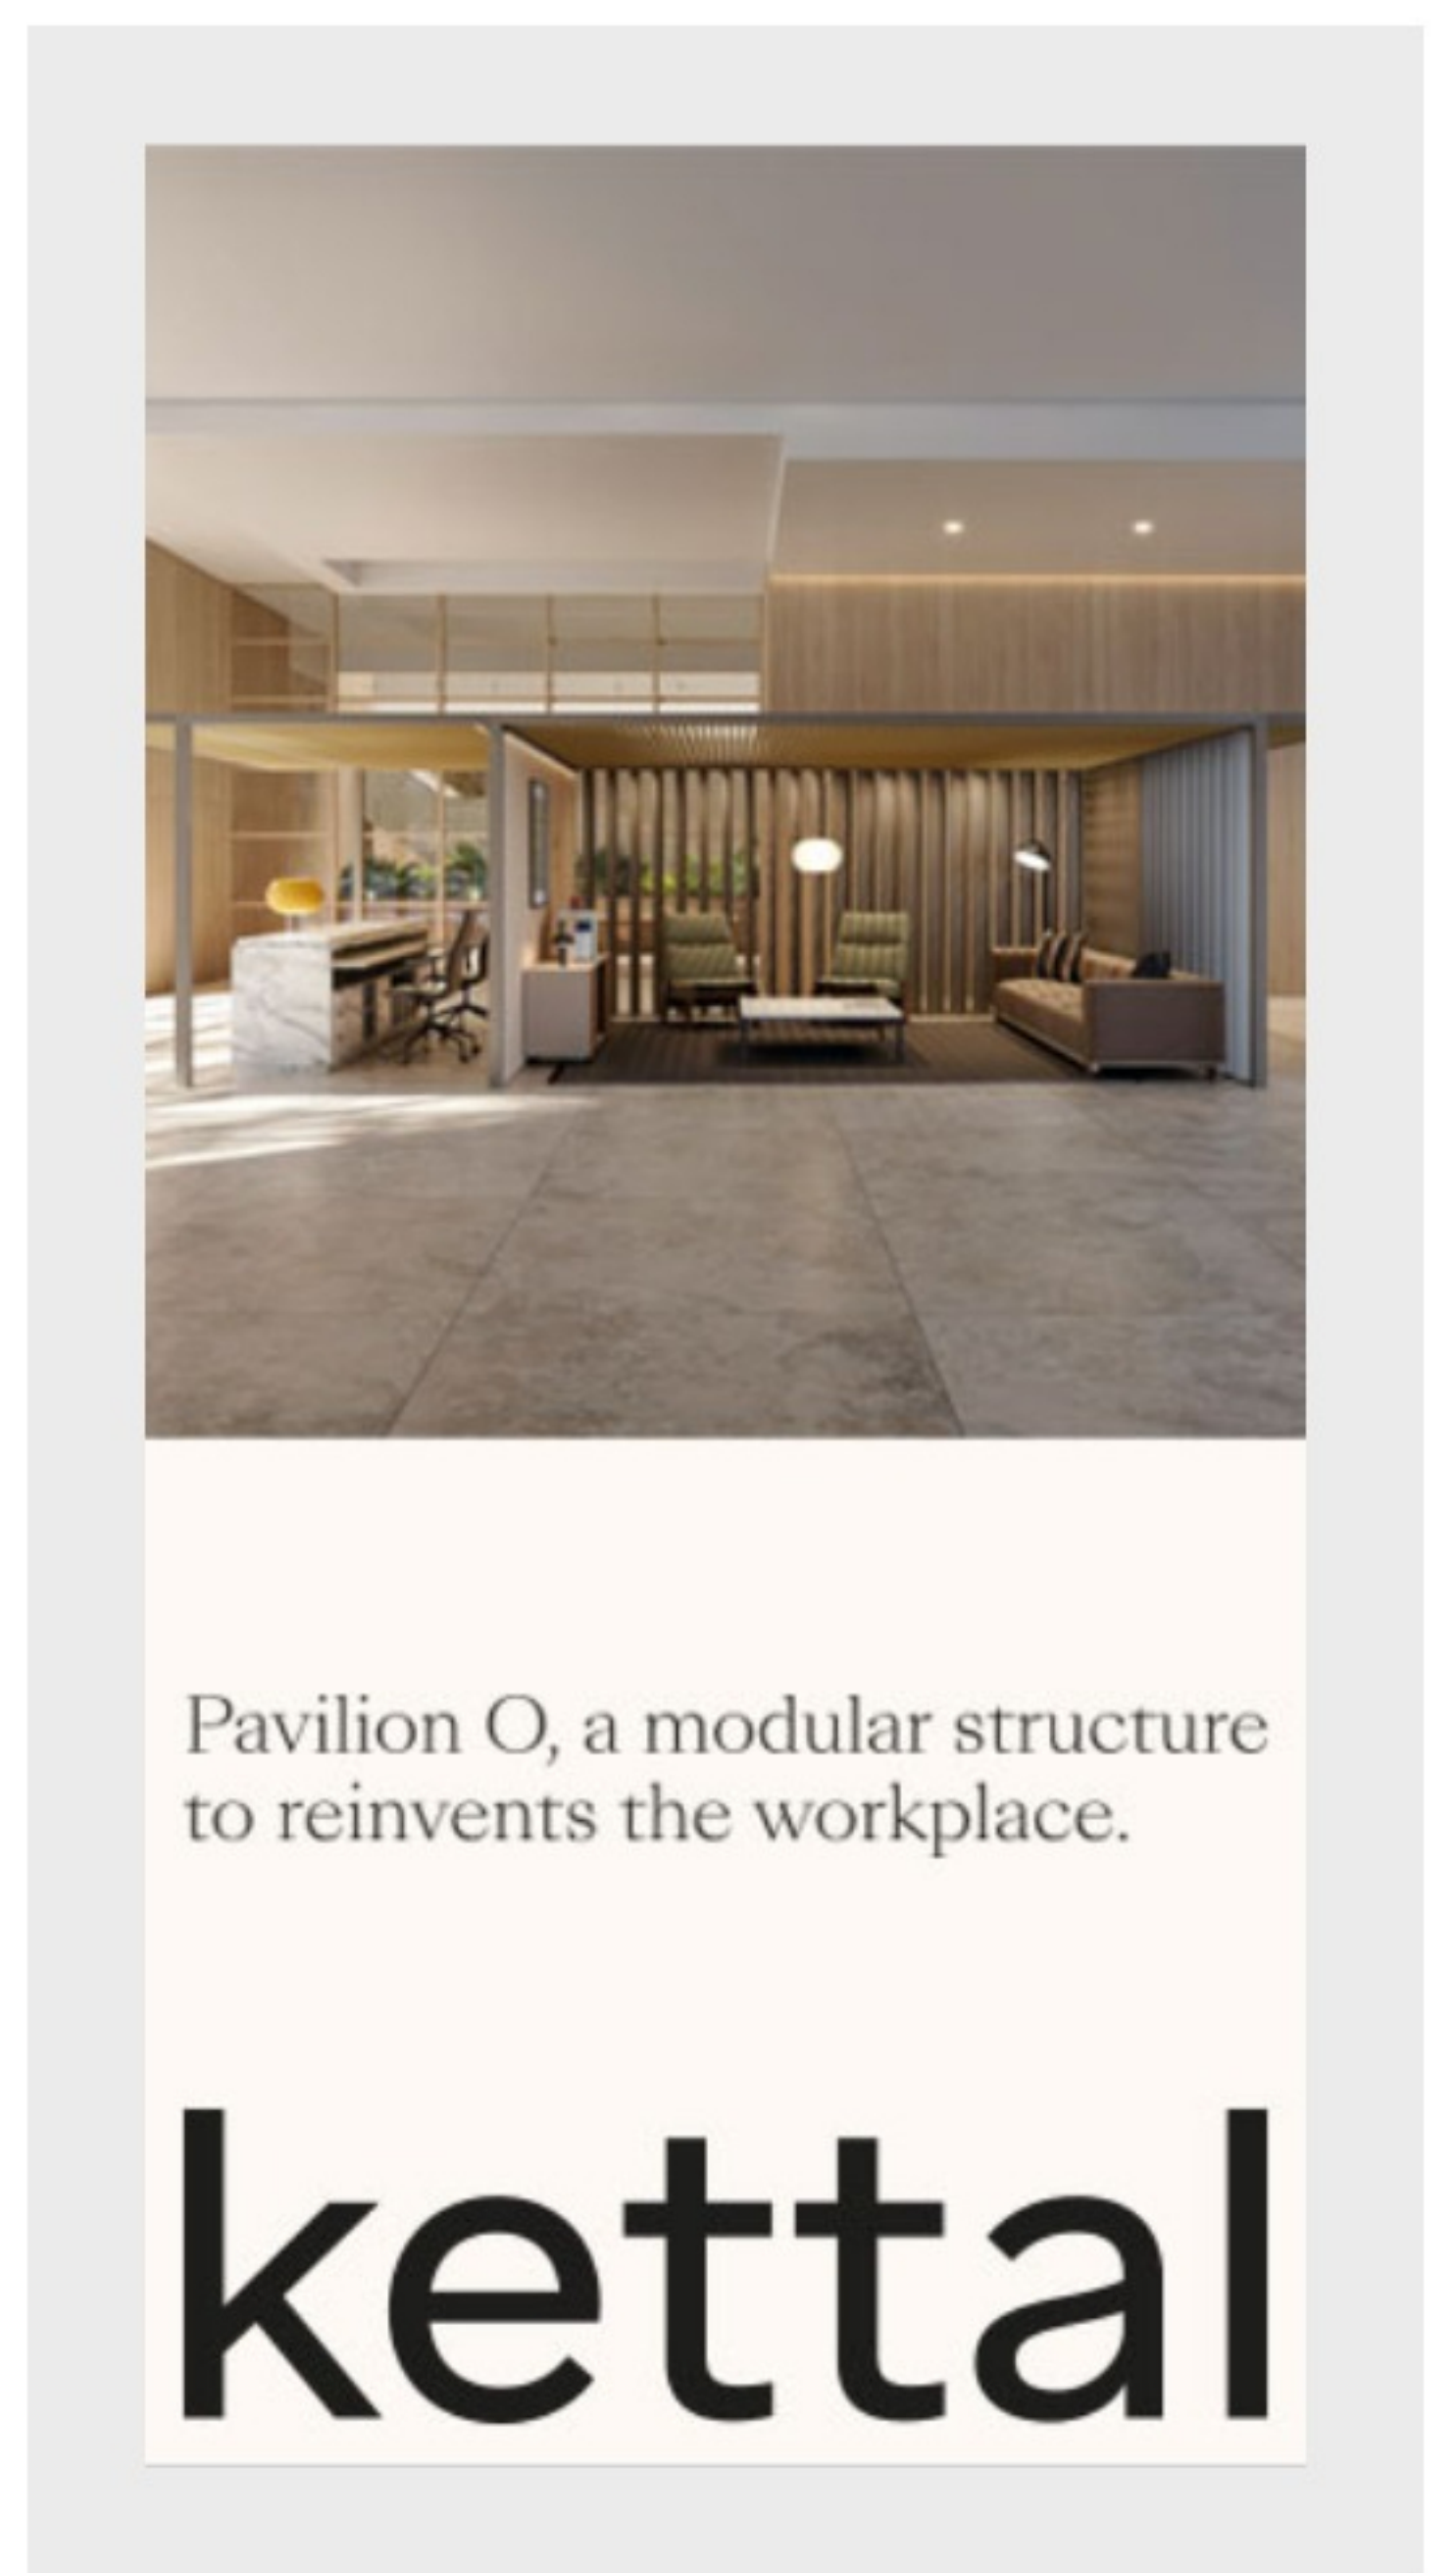 Pavilion O, a modular structure
to reinvents the workplace.
kettal